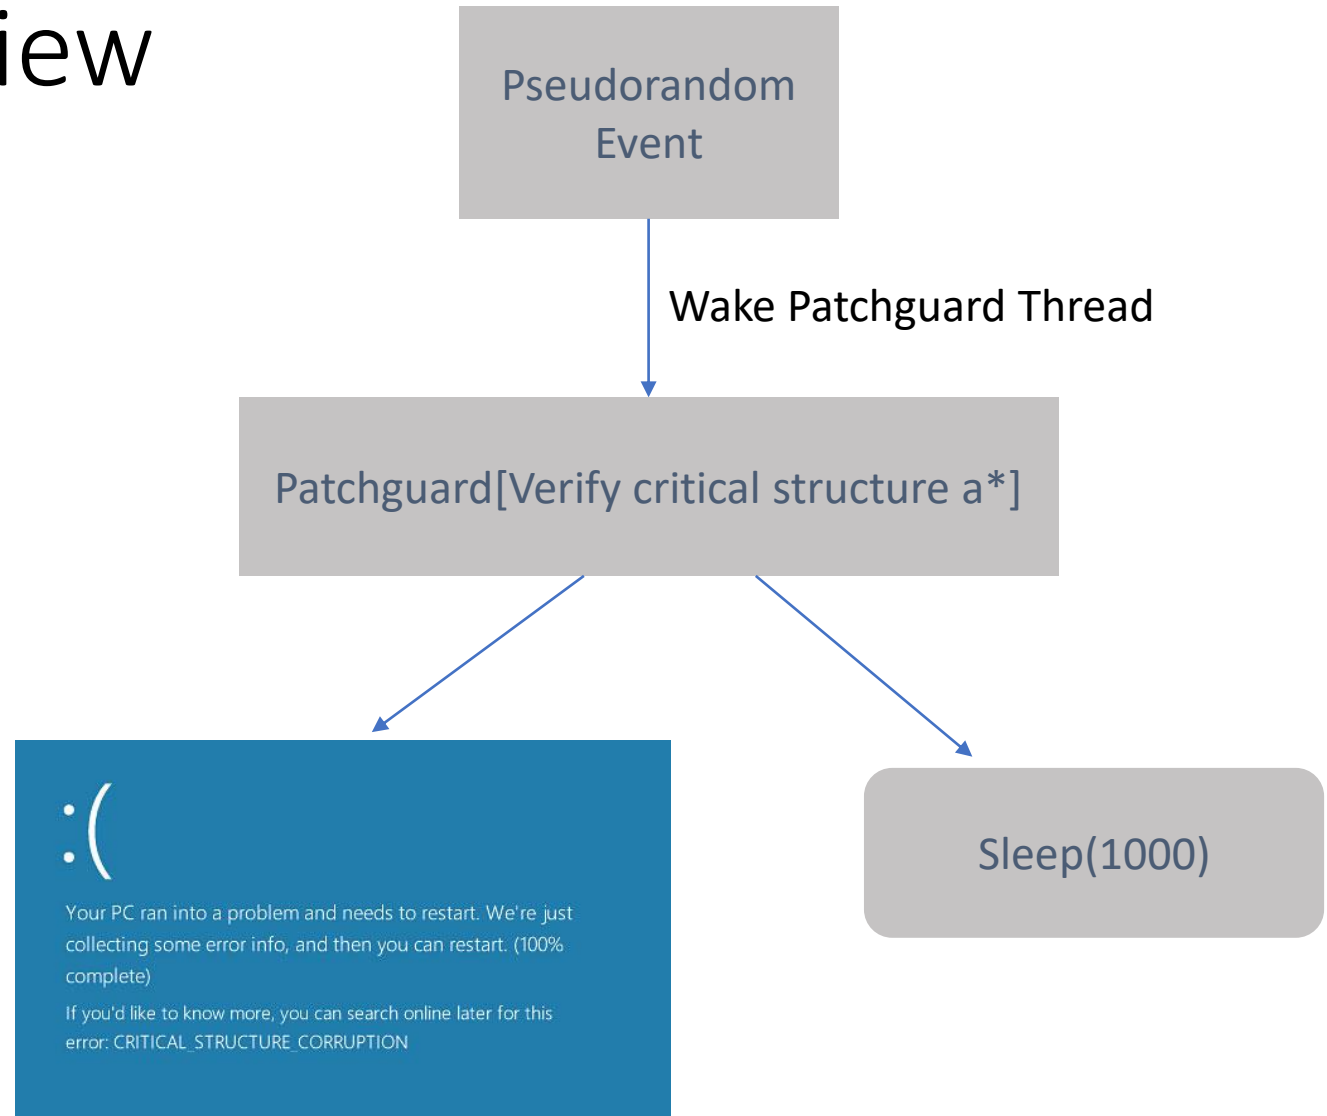 iew
Pseudorandom
Event
Wake Patchguard Thread
Patchguard[Verify critical structure a*]
:(
Your PC ran into a problem and needs to restart. We're just
collecting some error info, and then you can restart. (100%
complete)
If you'd like to know more, you can search online later for this
error: CRITICAL_STRUCTURE_CORRUPTION
Sleep(1000)